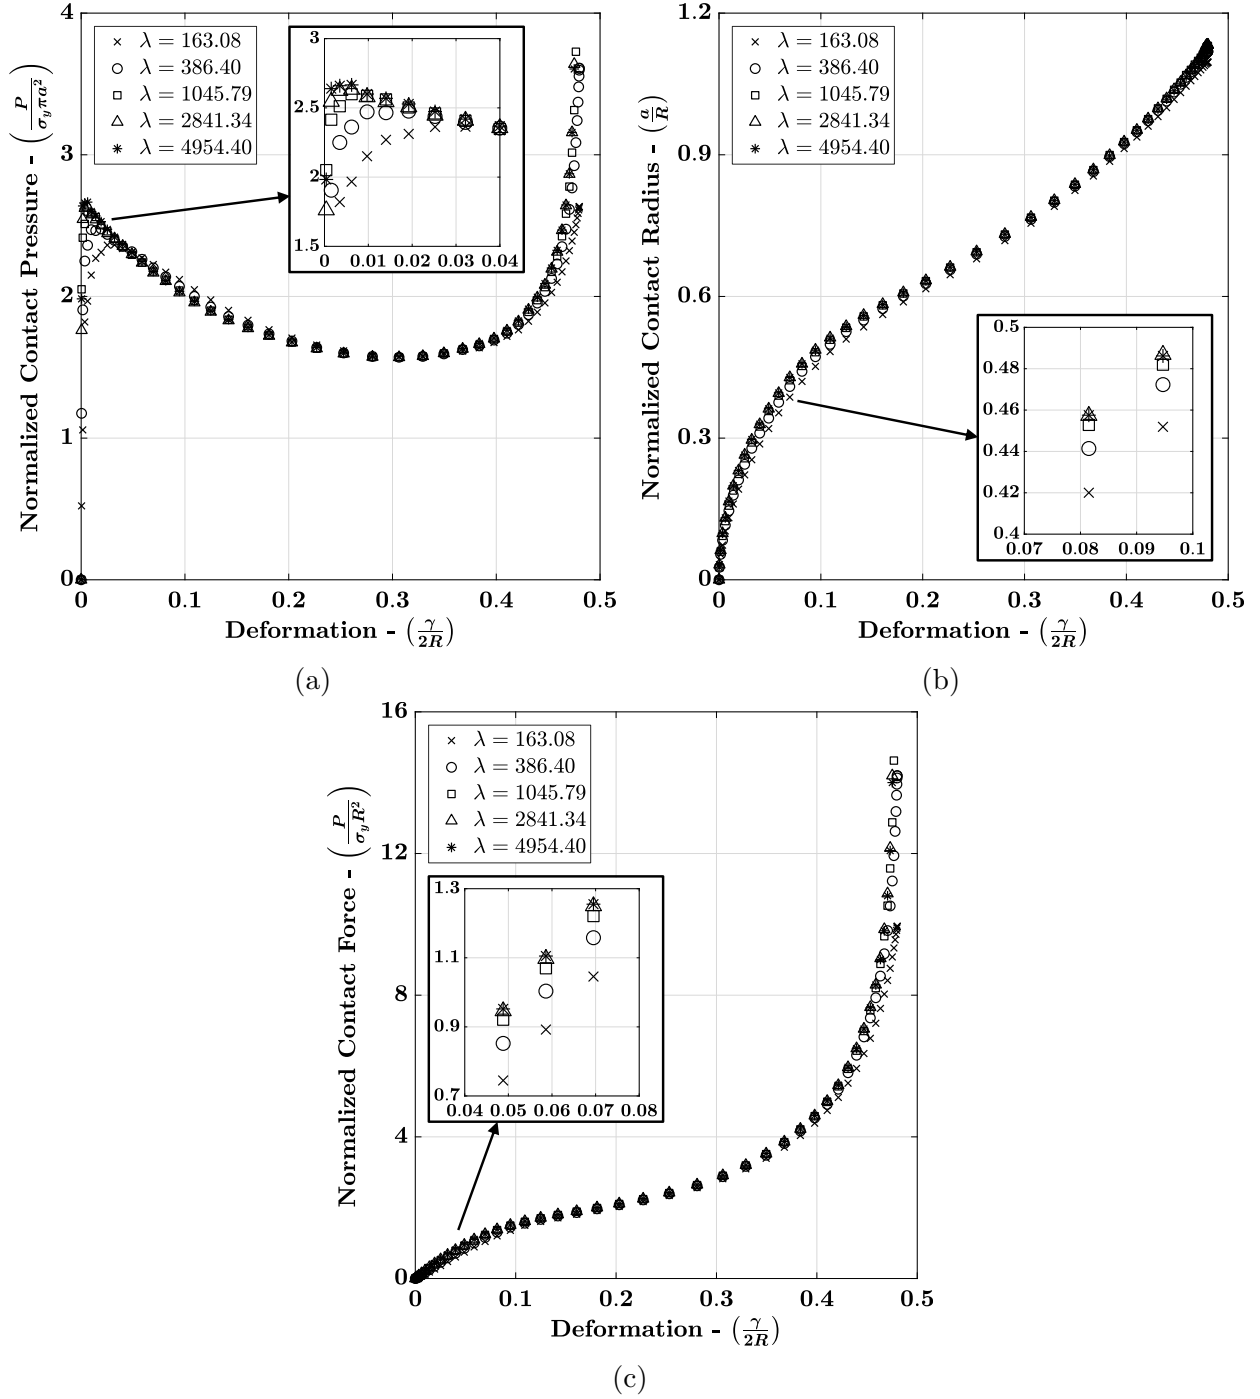 4
3
2
1
0
0
0.1
0.2
0.3
0.4
0.5
Normalized Contact Pressure - (P/σ_yπa²)
Deformation - (γ/2R)
λ = 163.08
λ = 386.40
λ = 1045.79
λ = 2841.34
λ = 4954.40
3
2.5
2
1.5
0
0.01
0.02
0.03
0.04
(a)
1.2
0.9
0.6
0.3
0
0
0.1
0.2
0.3
0.4
0.5
Normalized Contact Radius - (a/R)
Deformation - (γ/2R)
λ = 163.08
λ = 386.40
λ = 1045.79
λ = 2841.34
λ = 4954.40
0.5
0.48
0.46
0.44
0.42
0.4
0.07
0.08
0.09
0.1
(b)
16
12
8
4
0
0
0.1
0.2
0.3
0.4
0.5
Normalized Contact Force - (P/σ_yR²)
Deformation - (γ/2R)
λ = 163.08
λ = 386.40
λ = 1045.79
λ = 2841.34
λ = 4954.40
1.3
1.1
0.9
0.7
0.04
0.05
0.06
0.07
0.08
(c)